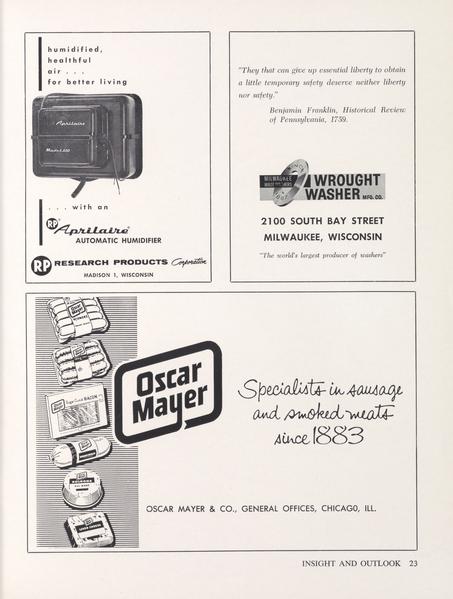 humidified,
healthful
air . . .
for better living
Aprilaire
. . . with an
RP Aprilaire®
AUTOMATIC HUMIDIFIER
RP RESEARCH PRODUCTS Corporation
MADISON 1, WISCONSIN
"They that can give up essential liberty to obtain
a little temporary safety deserve neither liberty
nor safety."
Benjamin Franklin, Historical Review
of Pennsylvania, 1759.
MILWAUKEE
SINCE
WROUGHT
WASHER MFG. CO.
2100 SOUTH BAY STREET
MILWAUKEE, WISCONSIN
"The world's largest producer of washers"
BACON
Oscar
Mayer
Specialists in sausage
and smoked meats
since 1883
OSCAR MAYER & CO., GENERAL OFFICES, CHICAGO, ILL.
INSIGHT AND OUTLOOK 23